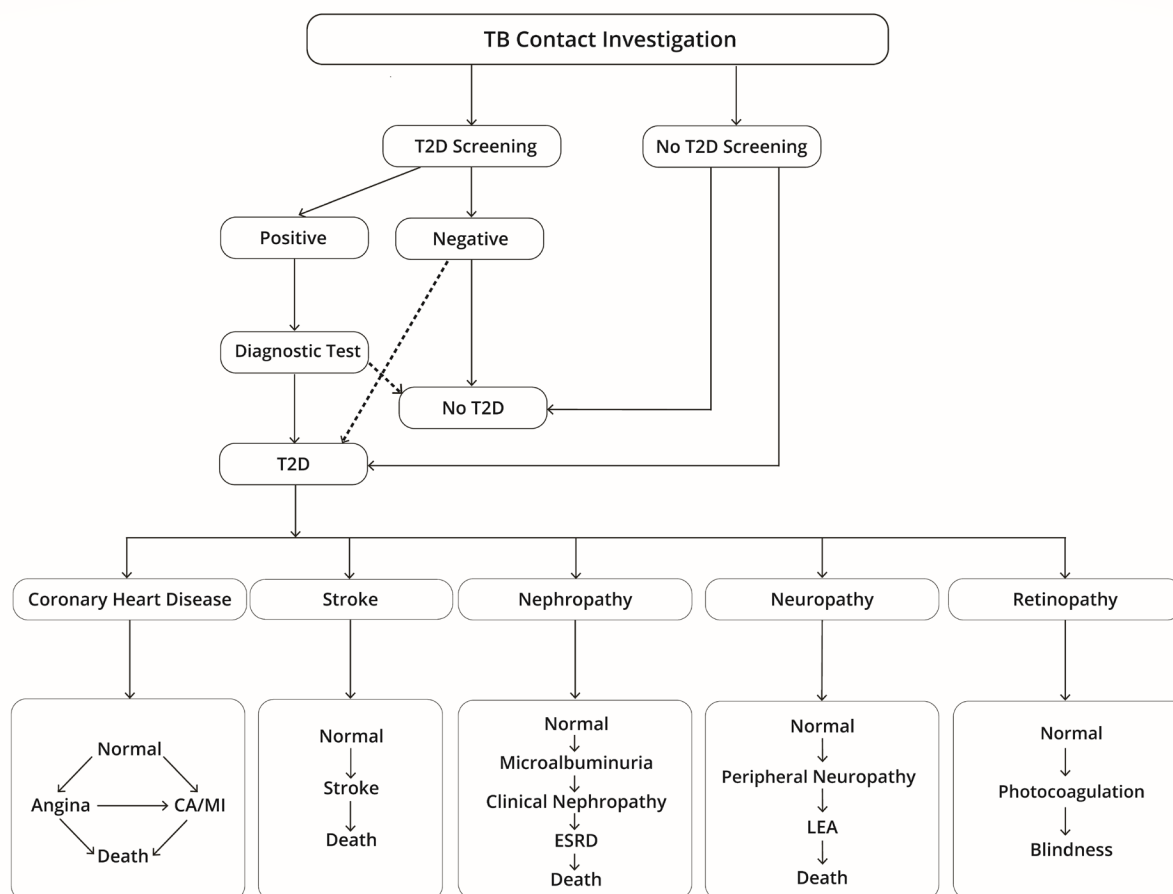 TB Contact Investigation
T2D Screening
No T2D Screening
Positive
Negative
Diagnostic Test
No T2D
T2D
Coronary Heart Disease
Stroke
Nephropathy
Neuropathy
Retinopathy
Normal
Angina
CA/MI
Death
Normal
Stroke
Death
Normal
Microalbuminuria
Clinical Nephropathy
ESRD
Death
Normal
Peripheral Neuropathy
LEA
Death
Normal
Photocoagulation
Blindness